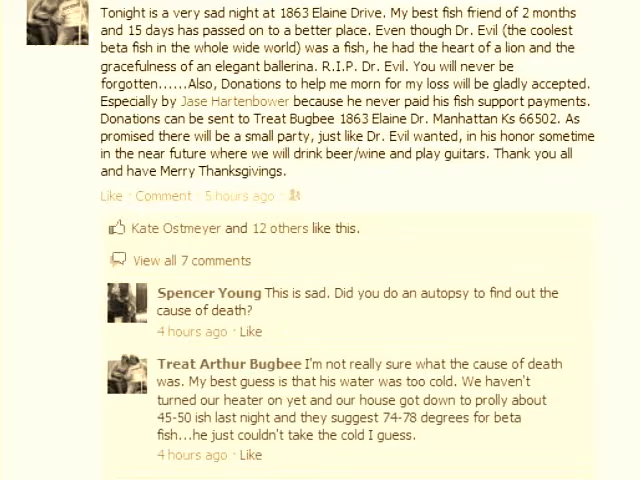 Tonight is a very sad night at 1863 Elaine Drive. My best fish friend of 2 months
and 15 days has passed on to a better place. Even though Dr. Evil (the coolest
beta fish in the whole wide world) was a fish, he had the heart of a lion and the
gracefulness of an elegant ballerina. R.I.P. Dr. Evil. You will never be
forgotten......Also, Donations to help me morn for my loss will be gladly accepted.
Especially by Jase Hartenbower because he never paid his fish support payments.
Donations can be sent to Treat Bugbee 1863 Elaine Dr. Manhattan Ks 66502. As
promised there will be a small party, just like Dr. Evil wanted, in his honor sometime
in the near future where we will drink beer/wine and play guitars. Thank you all
and have Merry Thanksgivings.
Like · Comment · 5 hours ago ·
Kate Ostmeyer and 12 others like this.
View all 7 comments
Spencer Young This is sad. Did you do an autopsy to find out the
cause of death?
4 hours ago · Like
Treat Arthur Bugbee I'm not really sure what the cause of death
was. My best guess is that his water was too cold. We haven't
turned our heater on yet and our house got down to prolly about
45-50 ish last night and they suggest 74-78 degrees for beta
fish...he just couldn't take the cold I guess.
4 hours ago · Like